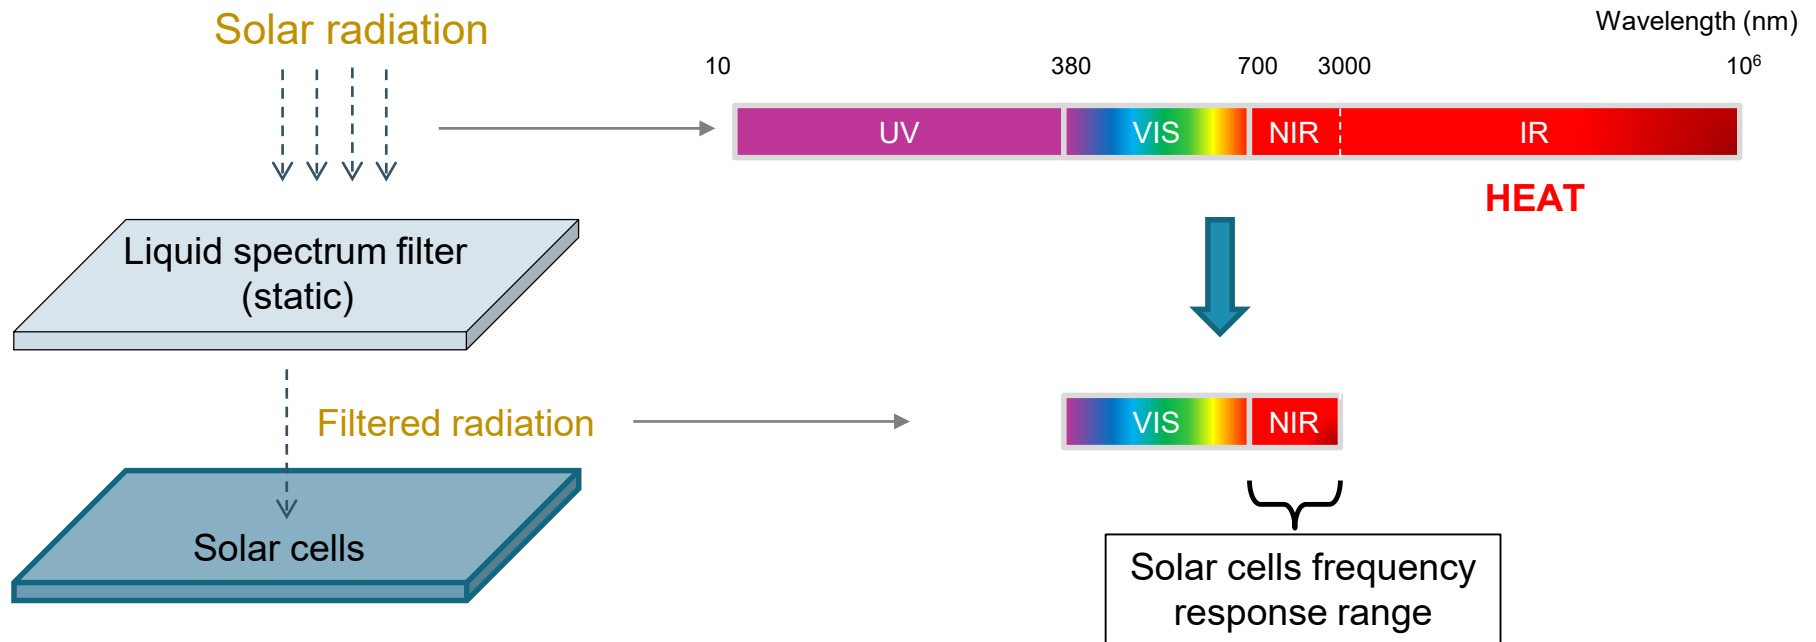 Solar radiation
Wavelength (nm)
10 380 700 3000 10⁶
UV VIS NIR IR
HEAT
Liquid spectrum filter
(static)
Filtered radiation
VIS NIR
Solar cells
Solar cells frequency
response range